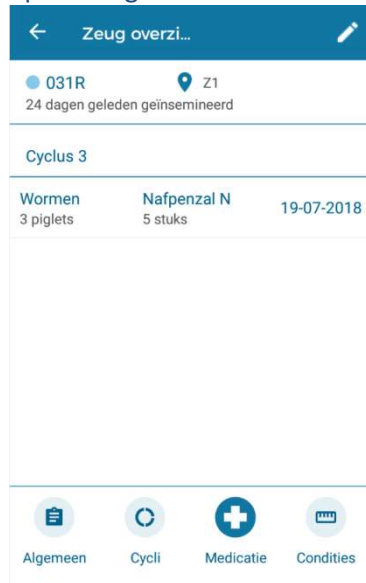 Zeug overzi...
031R Z1
24 dagen geleden geïnsemineerd
Cyclus 3
Wormen Nafpenzal N 19-07-2018
3 piglets 5 stuks
Algemeen Cycli Medicatie Condities